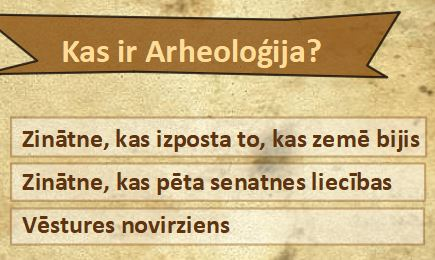 Kas ir Arheoloģija?
Zinātne, kas izposta to, kas zemē bijis
Zinātne, kas pēta senatnes liecības
Vēstures novirziens